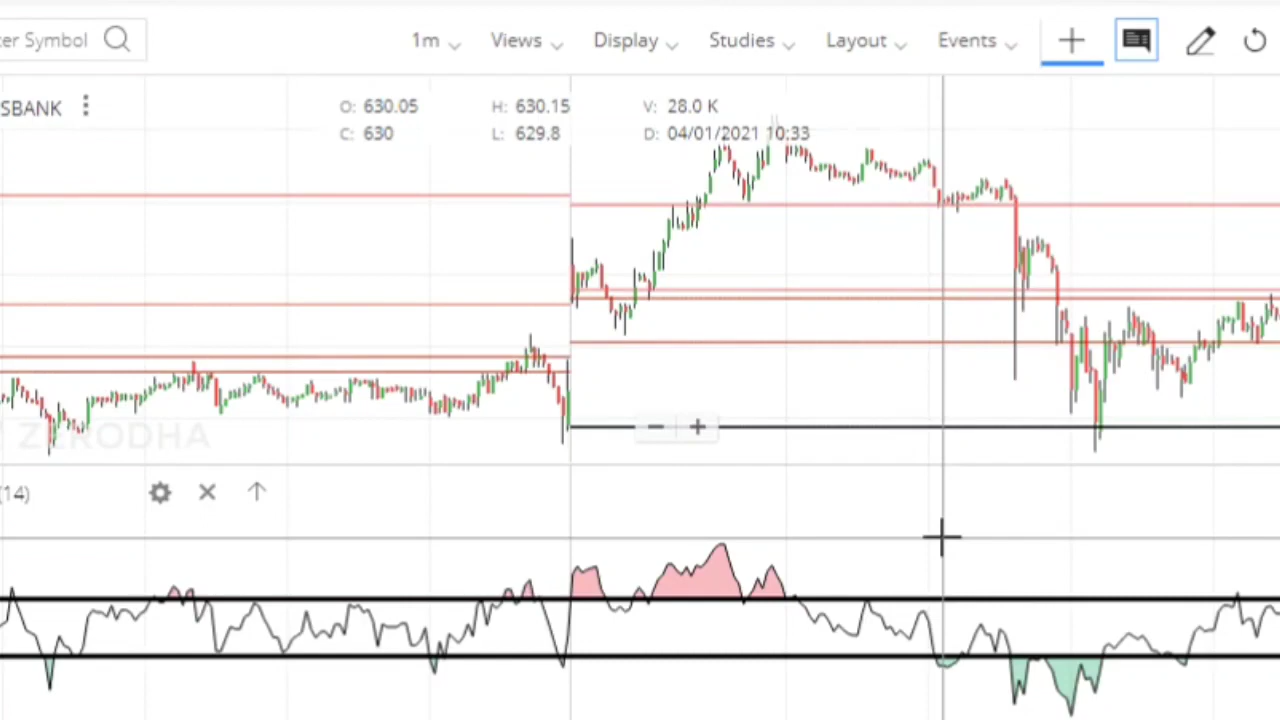 er Symbol 1m Views Display Studies Layout Events
SBANK O: 630.05 H: 630.15 V: 28.0 K
C: 630 L: 629.8 D: 04/01/2021 10:33
ZERODHA
(14)